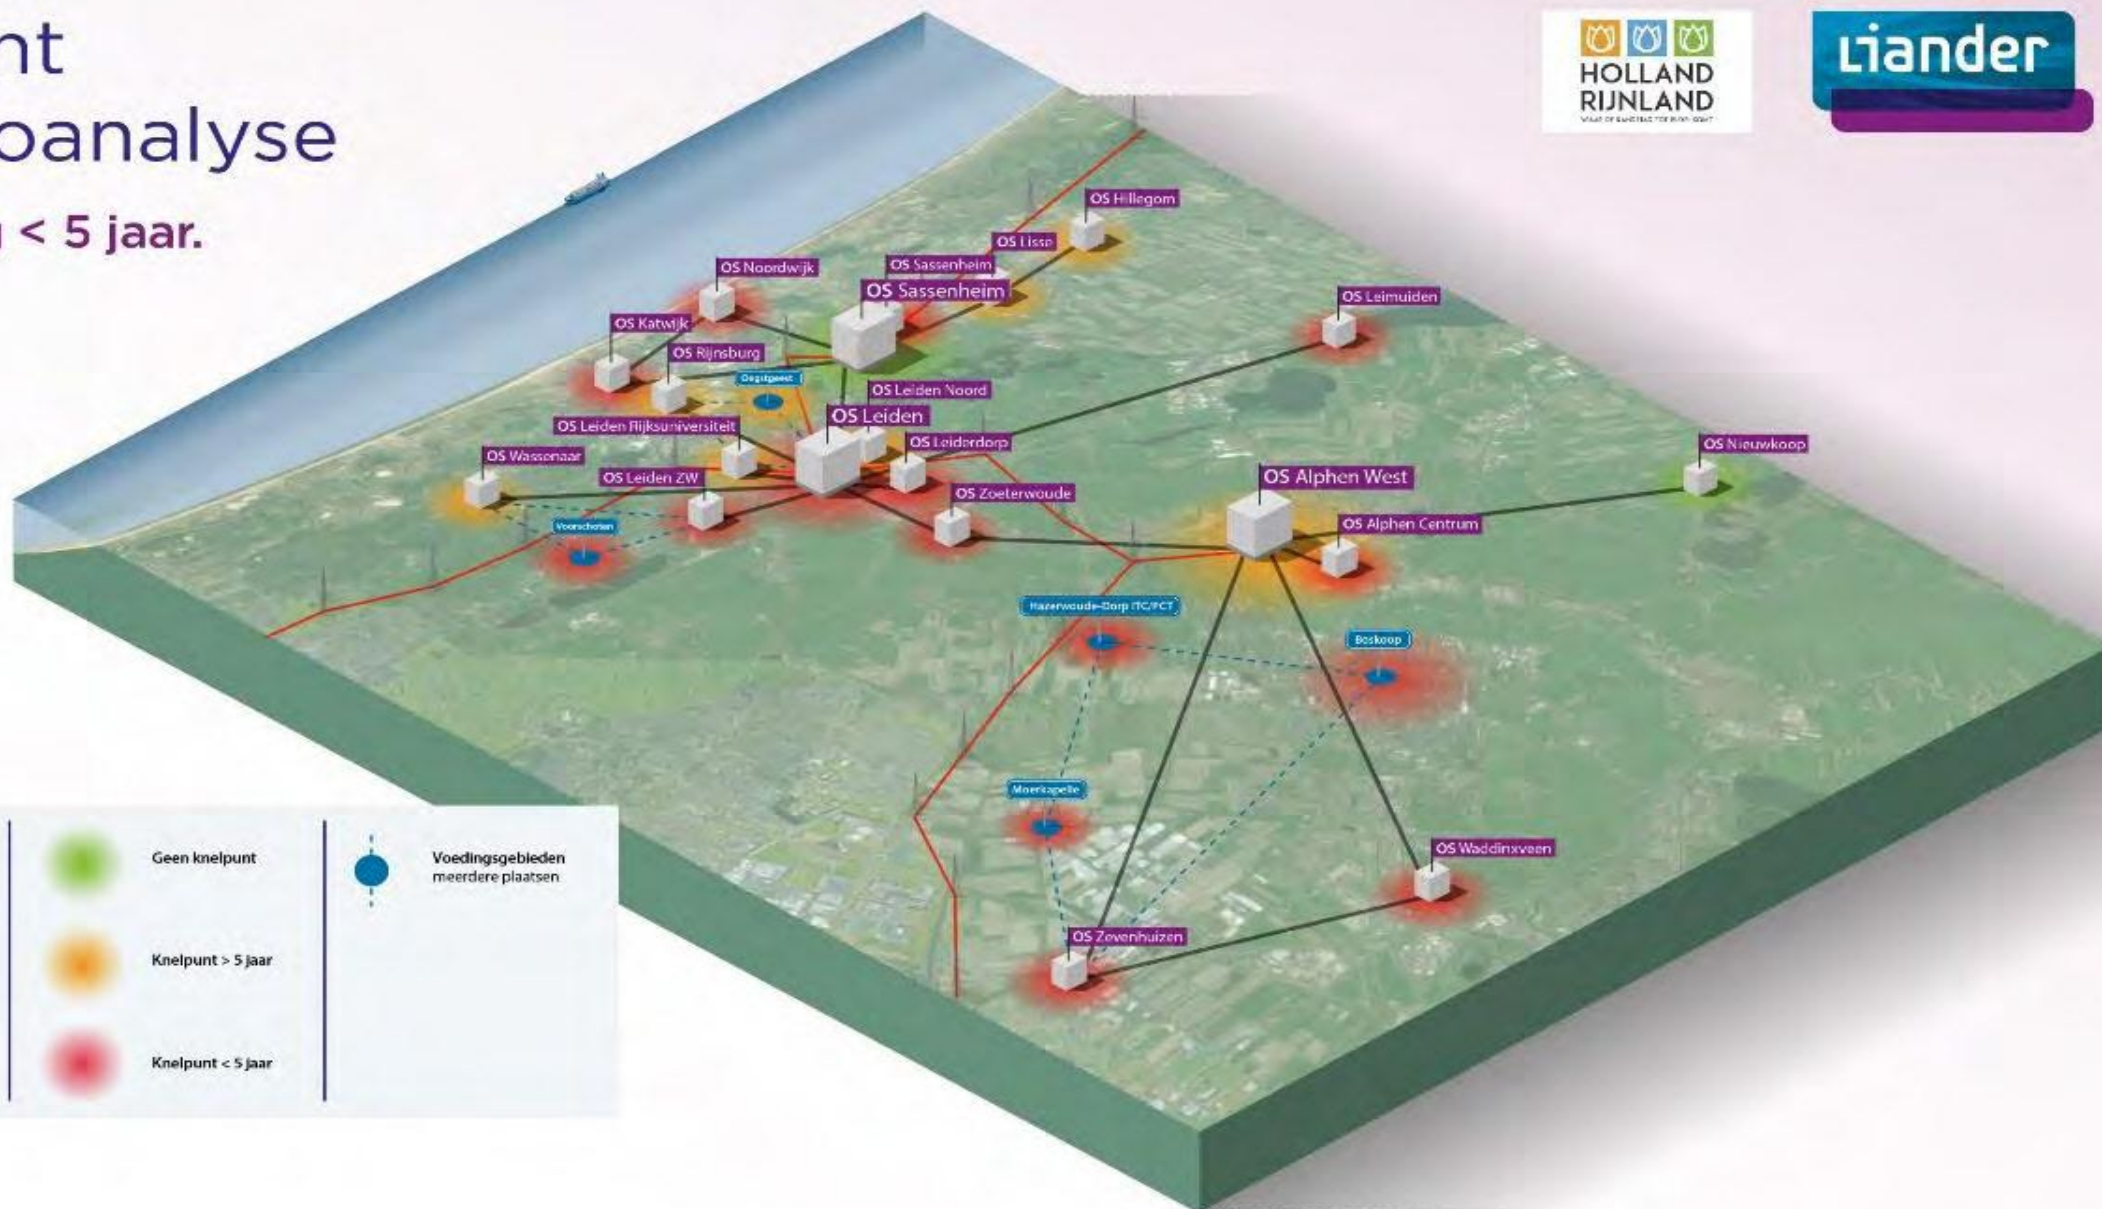 nt
oanalyse
g < 5 jaar.
HOLLAND
RIJNLAND
Liander
OS Hillegom
OS Lisse
OS Noordwijk
OS Sassenheim
OS Sassenheim
OS Leimuiden
OS Katwijk
OS Rijnsburg
Oegstgeest
OS Leiden Noord
OS Leiden
OS Leiden Rijksuniversiteit
OS Leiderdorp
OS Nieuwkoop
OS Wassenaar
OS Leiden ZW
OS Alphen West
OS Zoeterwoude
Voorschoten
OS Alphen Centrum
Hazerwoude-Dorp ITC/PCT
Boskoop
Moerkapelle
OS Waddinxveen
OS Zevenhuizen
Geen knelpunt
Knelpunt > 5 jaar
Knelpunt < 5 jaar
Voedingsgebieden
meerdere plaatsen